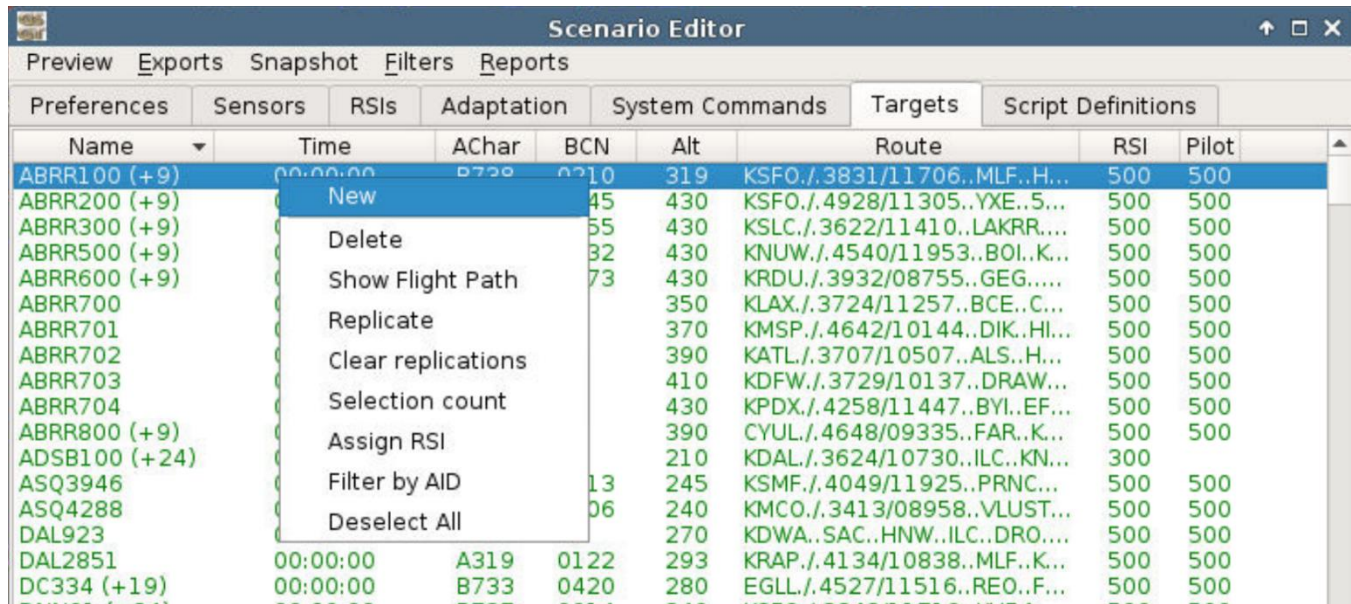 Scenario Editor
Preview Exports Snapshot Filters Reports
Preferences Sensors RSIs Adaptation System Commands Targets Script Definitions
Name Time AChar BCN Alt Route RSI Pilot
ABRR100 (+9) 00:00:00 B738 0210 319 KSFO./.3831/11706..MLF..H... 500 500
ABRR200 (+9) 45 430 KSFO./.4928/11305..YXE..5... 500 500
ABRR300 (+9) 55 430 KSLC./.3622/11410..LAKRR.... 500 500
ABRR500 (+9) 32 430 KNUW./.4540/11953..BOI..K... 500 500
ABRR600 (+9) 73 430 KRDU./.3932/08755..GEG..... 500 500
ABRR700 350 KLAX./.3724/11257..BCE..C... 500 500
ABRR701 370 KMSP./.4642/10144..DIK..HI... 500 500
ABRR702 390 KATL./.3707/10507..ALS..H... 500 500
ABRR703 410 KDFW./.3729/10137..DRAW... 500 500
ABRR704 430 KPDX./.4258/11447..BYI..EF... 500 500
ABRR800 (+9) 390 CYUL./.4648/09335..FAR..K... 500 500
ADSB100 (+24) 210 KDAL./.3624/10730..ILC..KN... 300
ASQ3946 13 245 KSMF./.4049/11925..PRNC... 500 500
ASQ4288 06 240 KMCO./.3413/08958..VLUST... 500 500
DAL923 270 KDWA..SAC..HNW..ILC..DRO.... 500 500
DAL2851 00:00:00 A319 0122 293 KRAP./.4134/10838..MLF..K... 500 500
DC334 (+19) 00:00:00 B733 0420 280 EGLL./.4527/11516..REO..F... 500 500
New
Delete
Show Flight Path
Replicate
Clear replications
Selection count
Assign RSI
Filter by AID
Deselect All